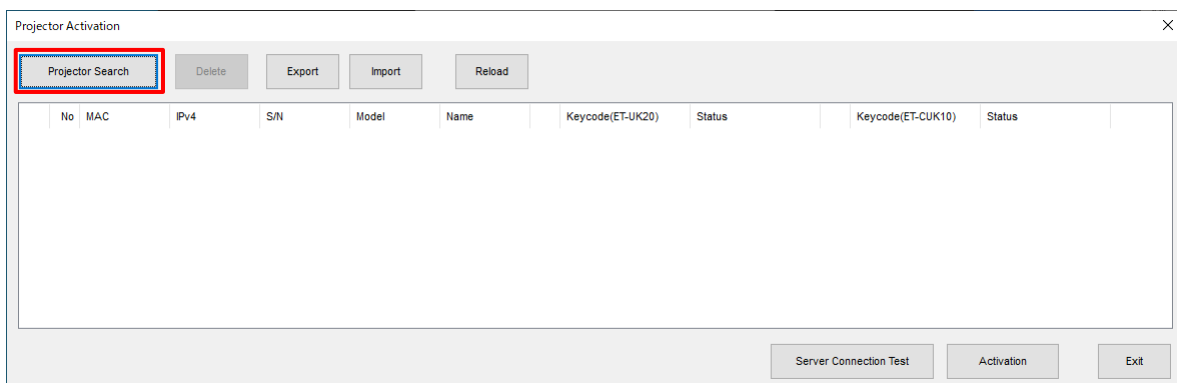 Projector Activation
Projector Search Delete Export Import Reload
No MAC IPv4 S/N Model Name Keycode(ET-UK20) Status Keycode(ET-CUK10) Status
Server Connection Test Activation Exit